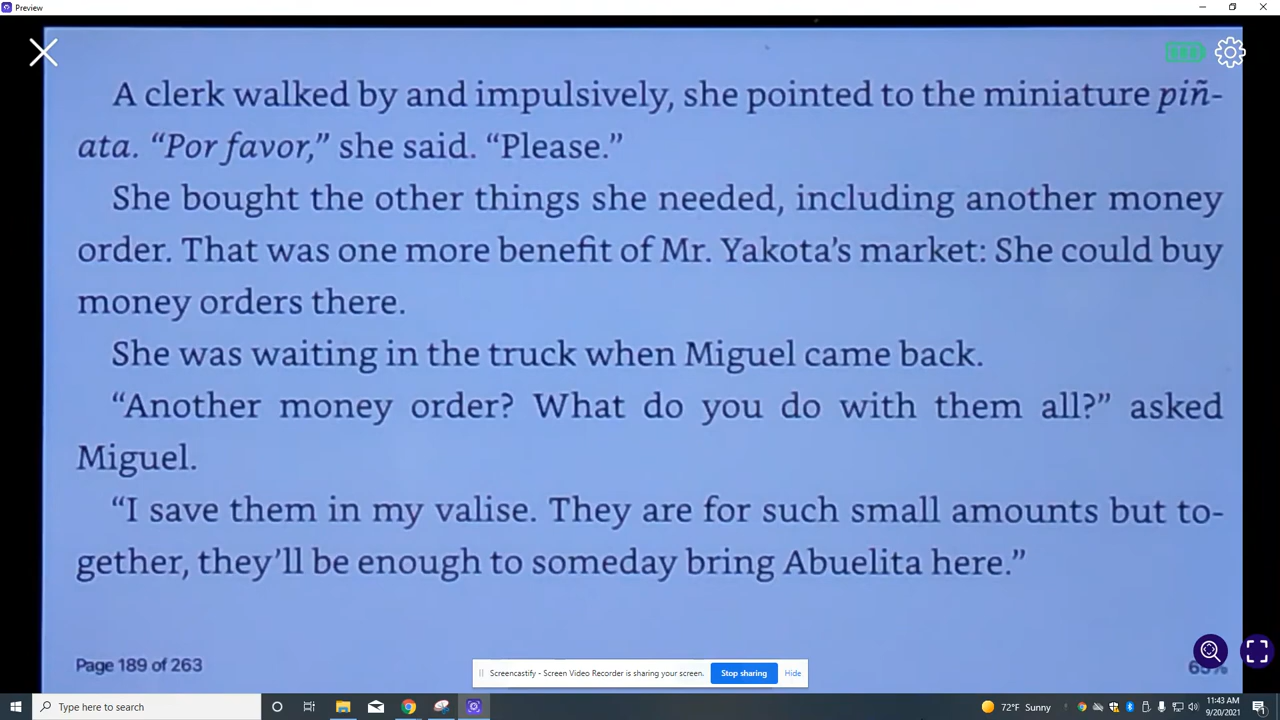 Preview
A clerk walked by and impulsively, she pointed to the miniature piñ-
ata. “Por favor,” she said. “Please.”
She bought the other things she needed, including another money
order. That was one more benefit of Mr. Yakota’s market: She could buy
money orders there.
She was waiting in the truck when Miguel came back.
“Another money order? What do you do with them all?” asked
Miguel.
“I save them in my valise. They are for such small amounts but to-
gether, they’ll be enough to someday bring Abuelita here.”
Page 189 of 263
Screencastify - Screen Video Recorder is sharing your screen.
Stop sharing
Hide
Type here to search
72°F Sunny
11:43 AM
9/20/2021